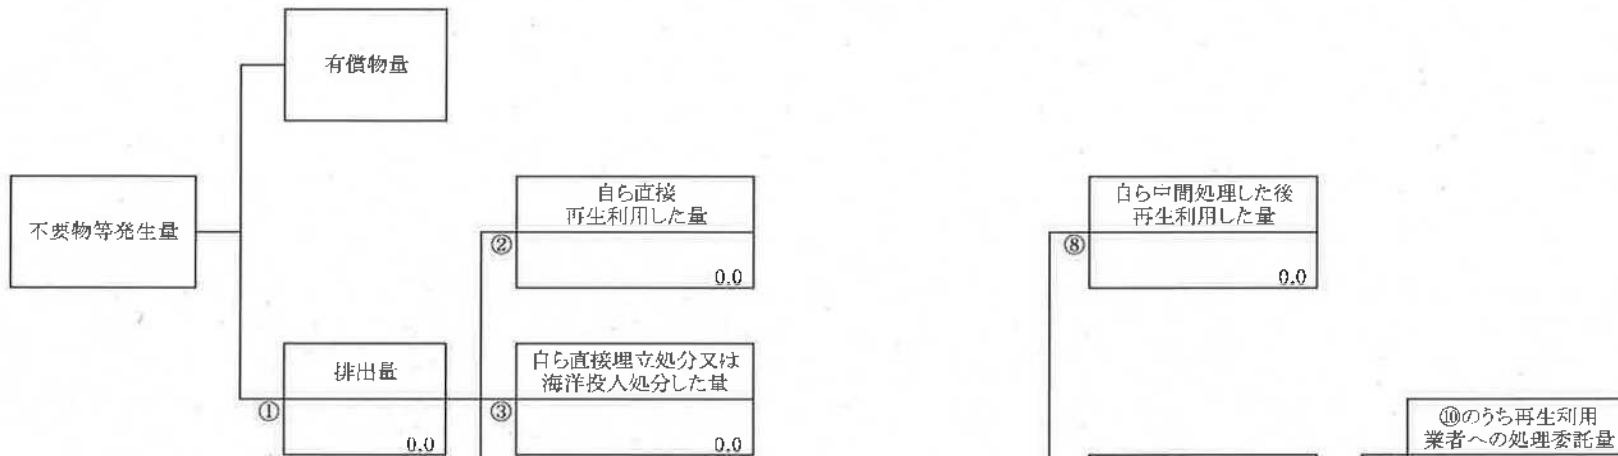 有償物量
不要物等発生量
自ら直接
再生利用した量
②
0.0
自ら中間処理した後
再生利用した量
⑧
0.0
排出量
①
0.0
自ら直接埋立処分又は
海洋投入処分した量
③
0.0
⑩のうち再生利用
業者への処理委託量